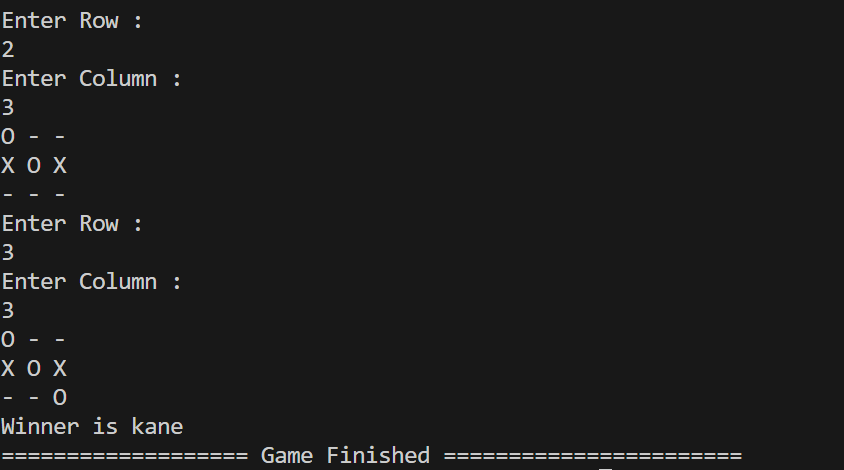 Enter Row :
2
Enter Column :
3
O - -
X O X
- - -
Enter Row :
3
Enter Column :
3
O - -
X O X
- - O
Winner is kane
=================== Game Finished =======================